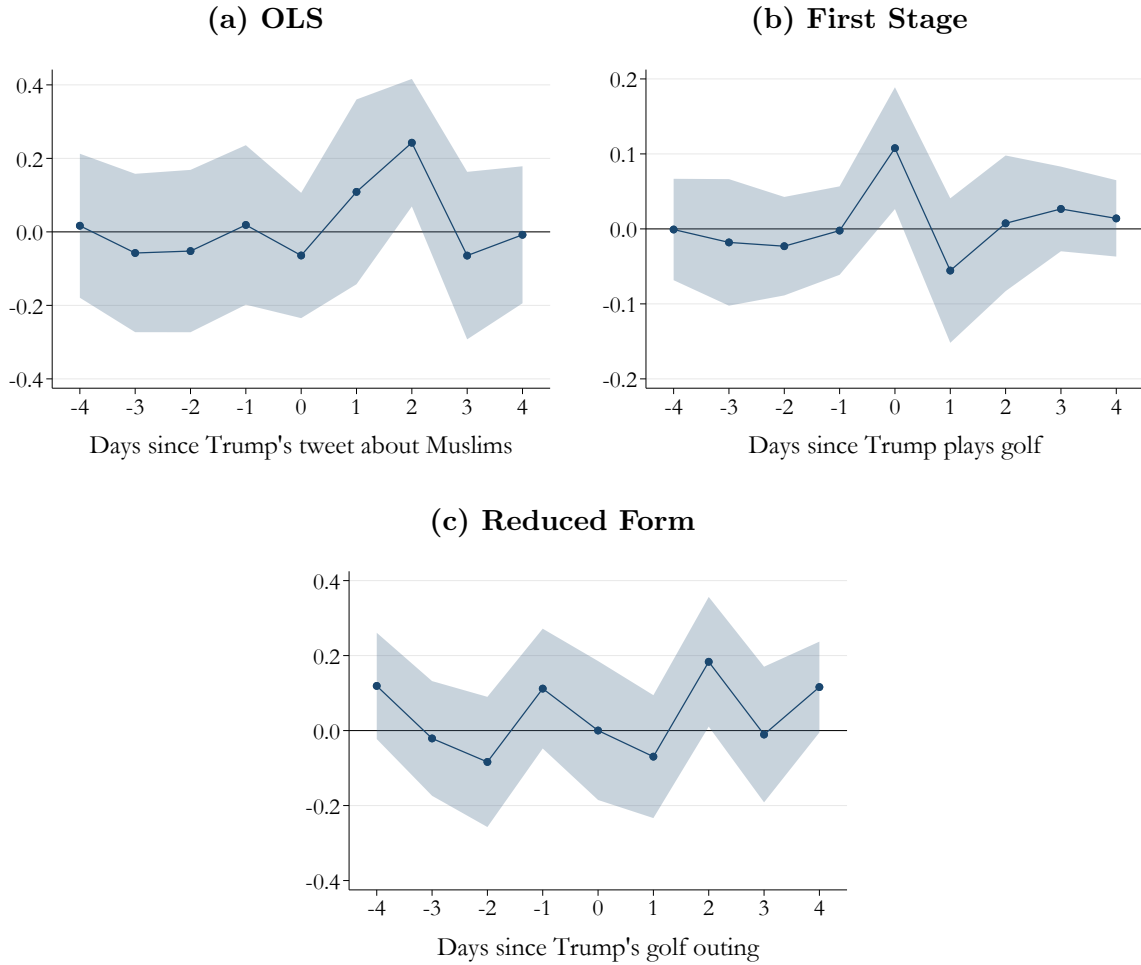 (a) OLS
(b) First Stage
0.4
0.2
0.0
-0.2
-0.4
-4 -3 -2 -1 0 1 2 3 4
Days since Trump's tweet about Muslims
0.2
0.1
0.0
-0.1
-0.2
-4 -3 -2 -1 0 1 2 3 4
Days since Trump plays golf
(c) Reduced Form
0.4
0.2
0.0
-0.2
-0.4
-4 -3 -2 -1 0 1 2 3 4
Days since Trump's golf outing